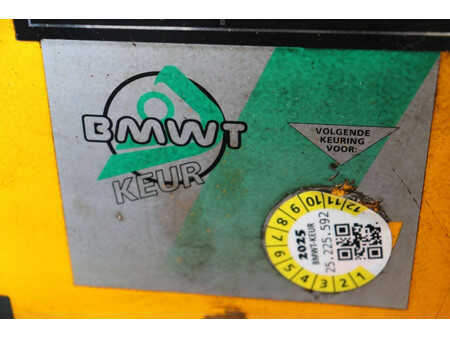 BMWT
KEUR
VOLGENDE
KEURING
VOOR:
1 2 3 4 5 6 7 8 9 10 11 12
2025
BMWT-KEUR
25.225.592